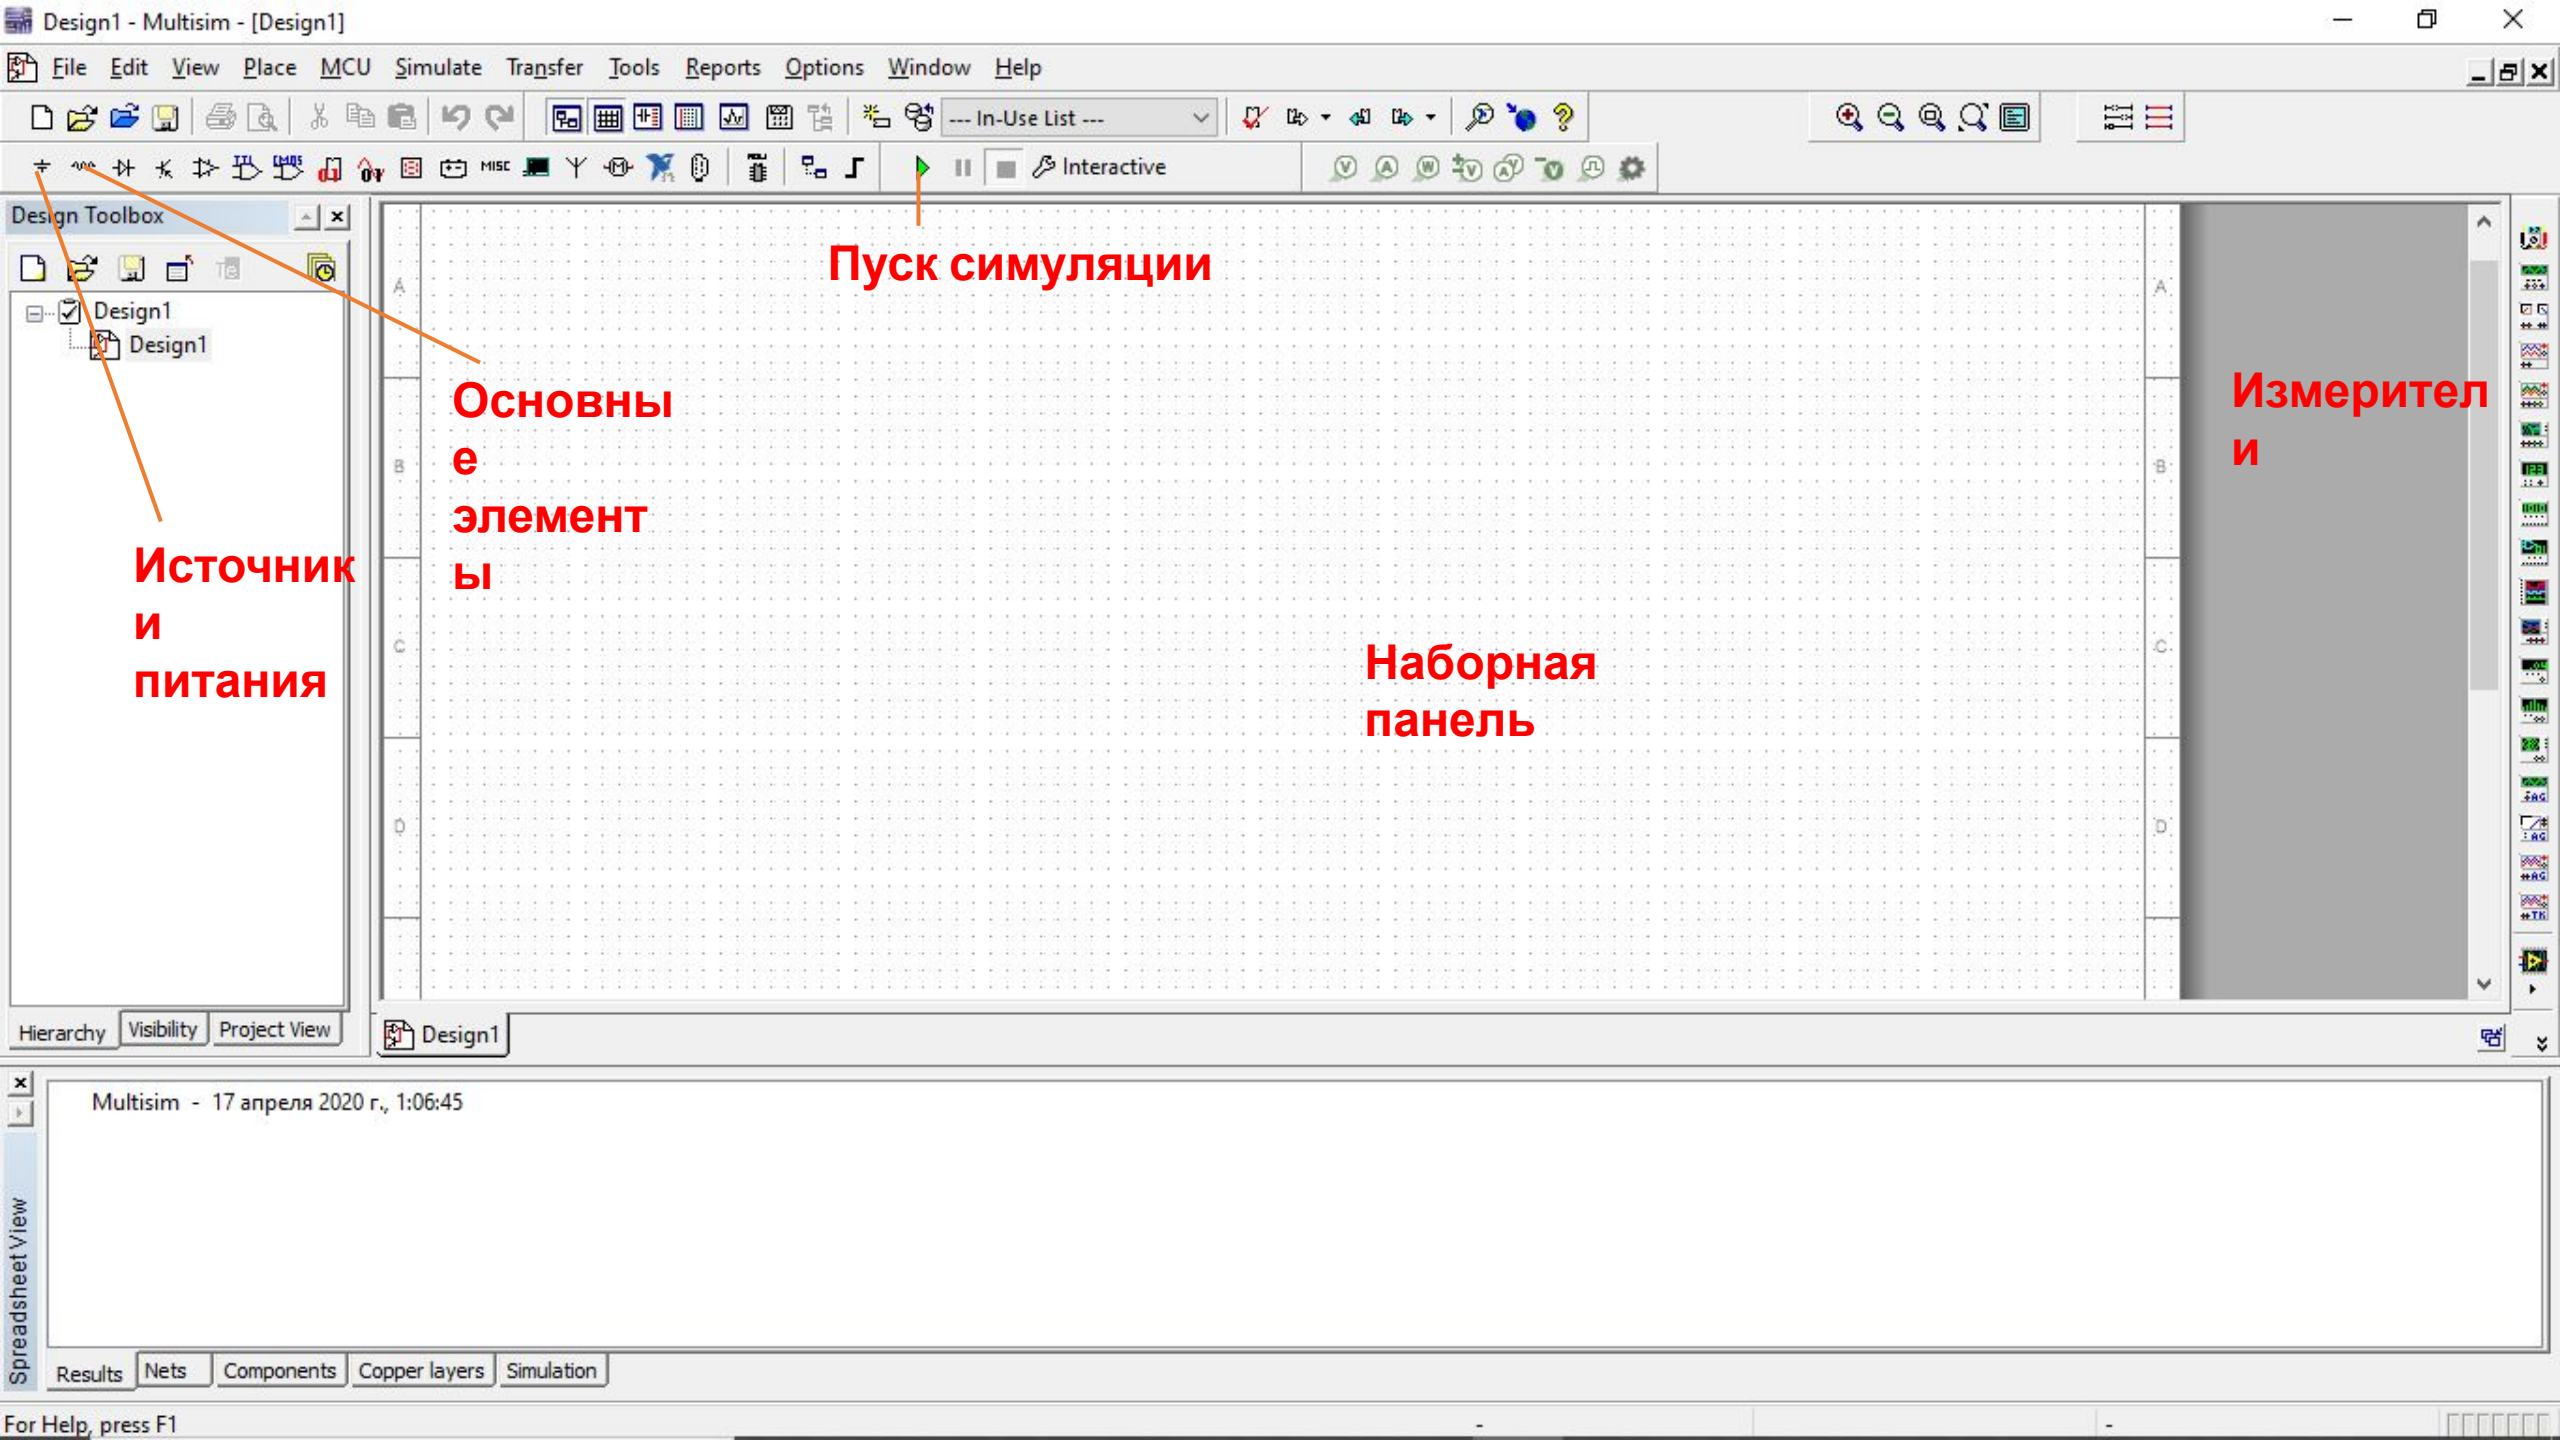 Design1 - Multisim - [Design1]
File Edit View Place MCU Simulate Transfer Tools Reports Options Window Help
--- In-Use List ---
TTL CMOS MISC Interactive
Design Toolbox
Design1
Design1
Пуск симуляции
Основны
е
элемент
ы
Источник
и
питания
Наборная
панель
Измерител
и
A
B
C
D
A
B
C
D
Hierarchy Visibility Project View
Design1
Multisim - 17 апреля 2020 г., 1:06:45
Spreadsheet View
Results Nets Components Copper layers Simulation
For Help, press F1